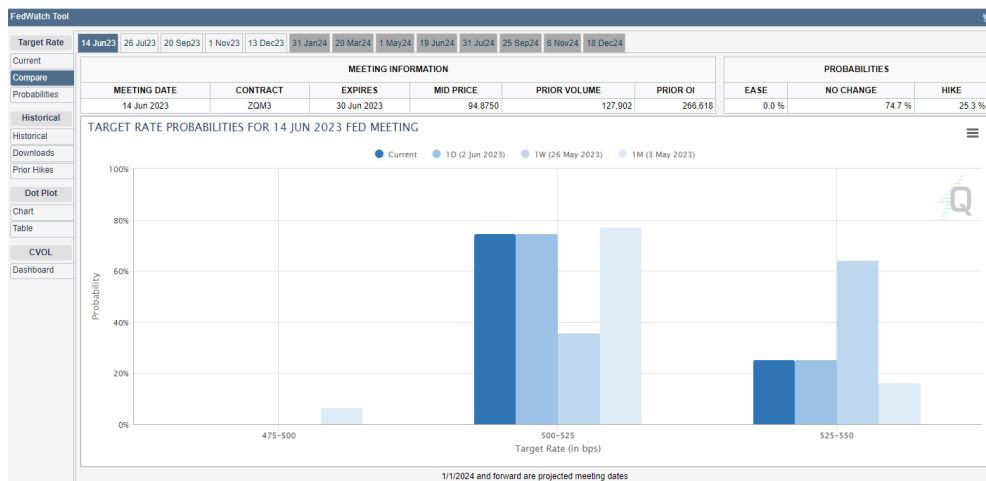 FedWatch Tool
Target Rate
Current
Compare
Probabilities
Historical
Historical
Downloads
Prior Hikes
Dot Plot
Chart
Table
CVOL
Dashboard
14 Jun23 26 Jul23 20 Sep23 1 Nov23 13 Dec23 31 Jan24 20 Mar24 1 May24 19 Jun24 31 Jul24 25 Sep24 6 Nov24 18 Dec24
MEETING INFORMATION
MEETING DATE CONTRACT EXPIRES MID PRICE PRIOR VOLUME PRIOR OI
14 Jun 2023 ZQM3 30 Jun 2023 94.8750 127,902 266,618
PROBABILITIES
EASE NO CHANGE HIKE
0.0 % 74.7 % 25.3 %
TARGET RATE PROBABILITIES FOR 14 JUN 2023 FED MEETING
Current 1D (2 Jun 2023) 1W (26 May 2023) 1M (3 May 2023)
Q
Probability
100%
80%
60%
40%
20%
0%
475-500 500-525 525-550
Target Rate (in bps)
1/1/2024 and forward are projected meeting dates